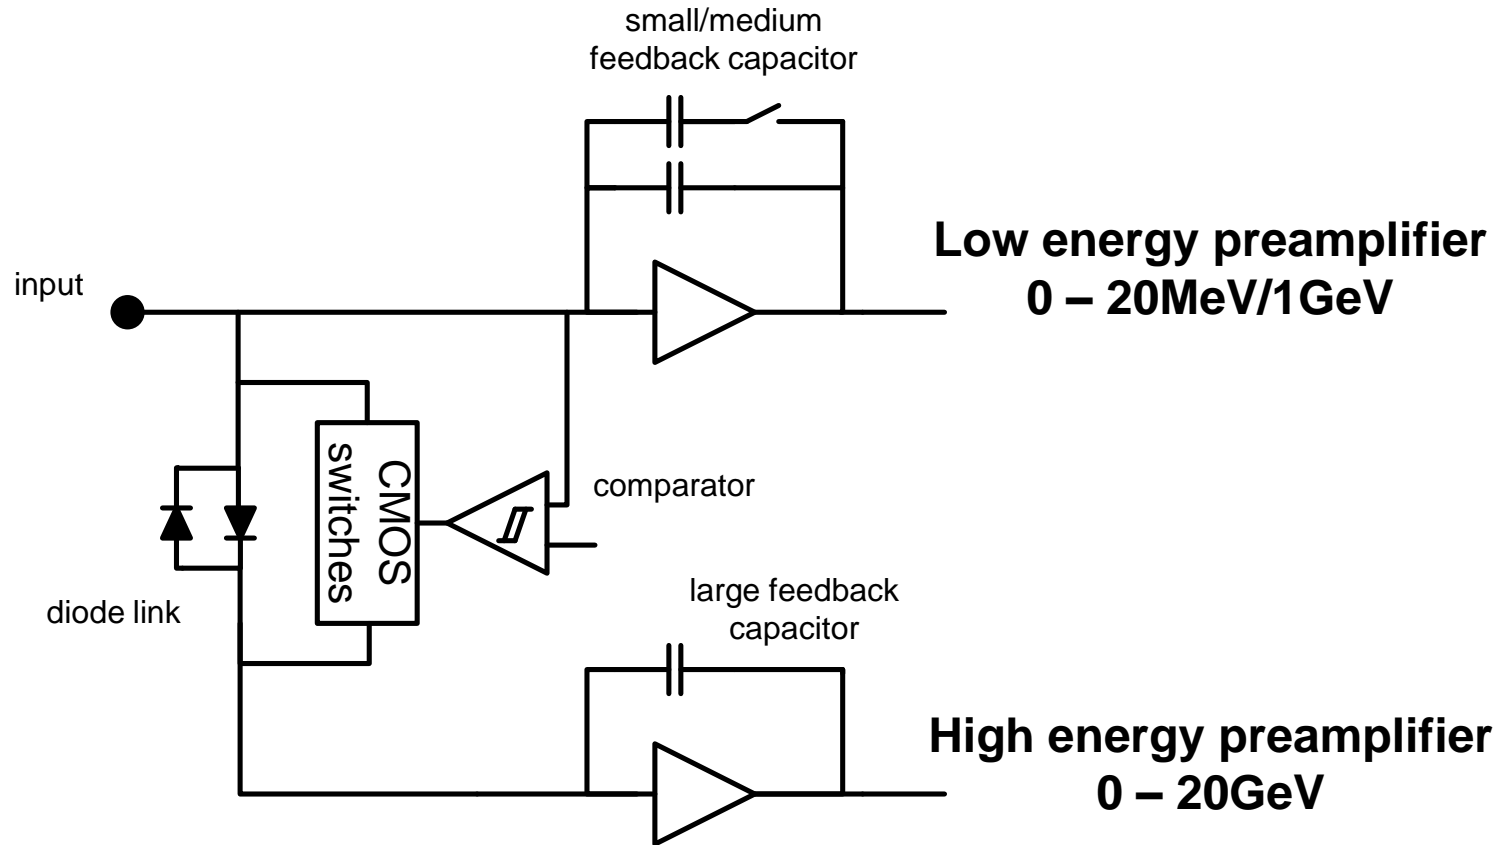 small/medium
feedback capacitor
Low energy preamplifier
0 – 20MeV/1GeV
input
CMOS
switches
comparator
diode link
large feedback
capacitor
High energy preamplifier
0 – 20GeV